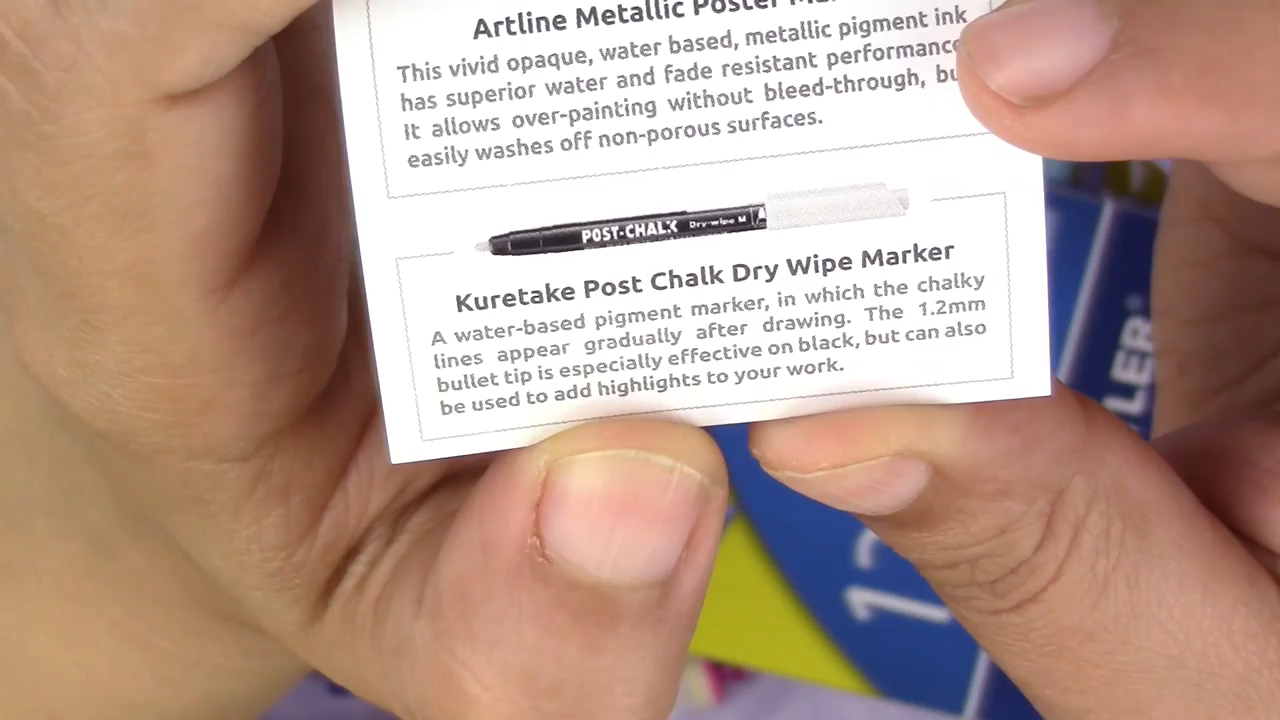 Artline Metallic Poster
This vivid opaque, water based, metallic pigment ink
has superior water and fade resistant performance
It allows over-painting without bleed-through,
easily washes off non-porous surfaces.
POST-CHALK Dry-wipe M
Kuretake Post Chalk Dry Wipe Marker
A water-based pigment marker, in which the chalky
lines appear gradually after drawing. The 1.2mm
bullet tip is especially effective on black, but can also
be used to add highlights to your work.
LER
12